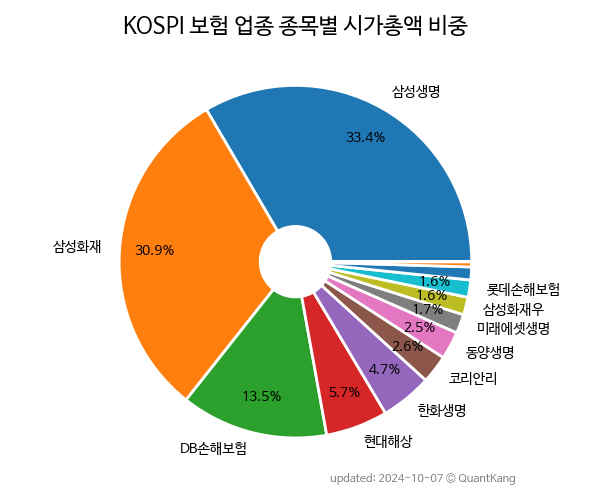 KOSPI 보험 업종 종목별 시가총액 비중
삼성생명
33.4%
삼성화재
30.9%
DB손해보험
13.5%
현대해상
5.7%
한화생명
4.7%
코리안리
2.6%
동양생명
2.5%
미래에셋생명
1.7%
삼성화재우
1.6%
롯데손해보험
1.6%
updated: 2024-10-07 © QuantKang